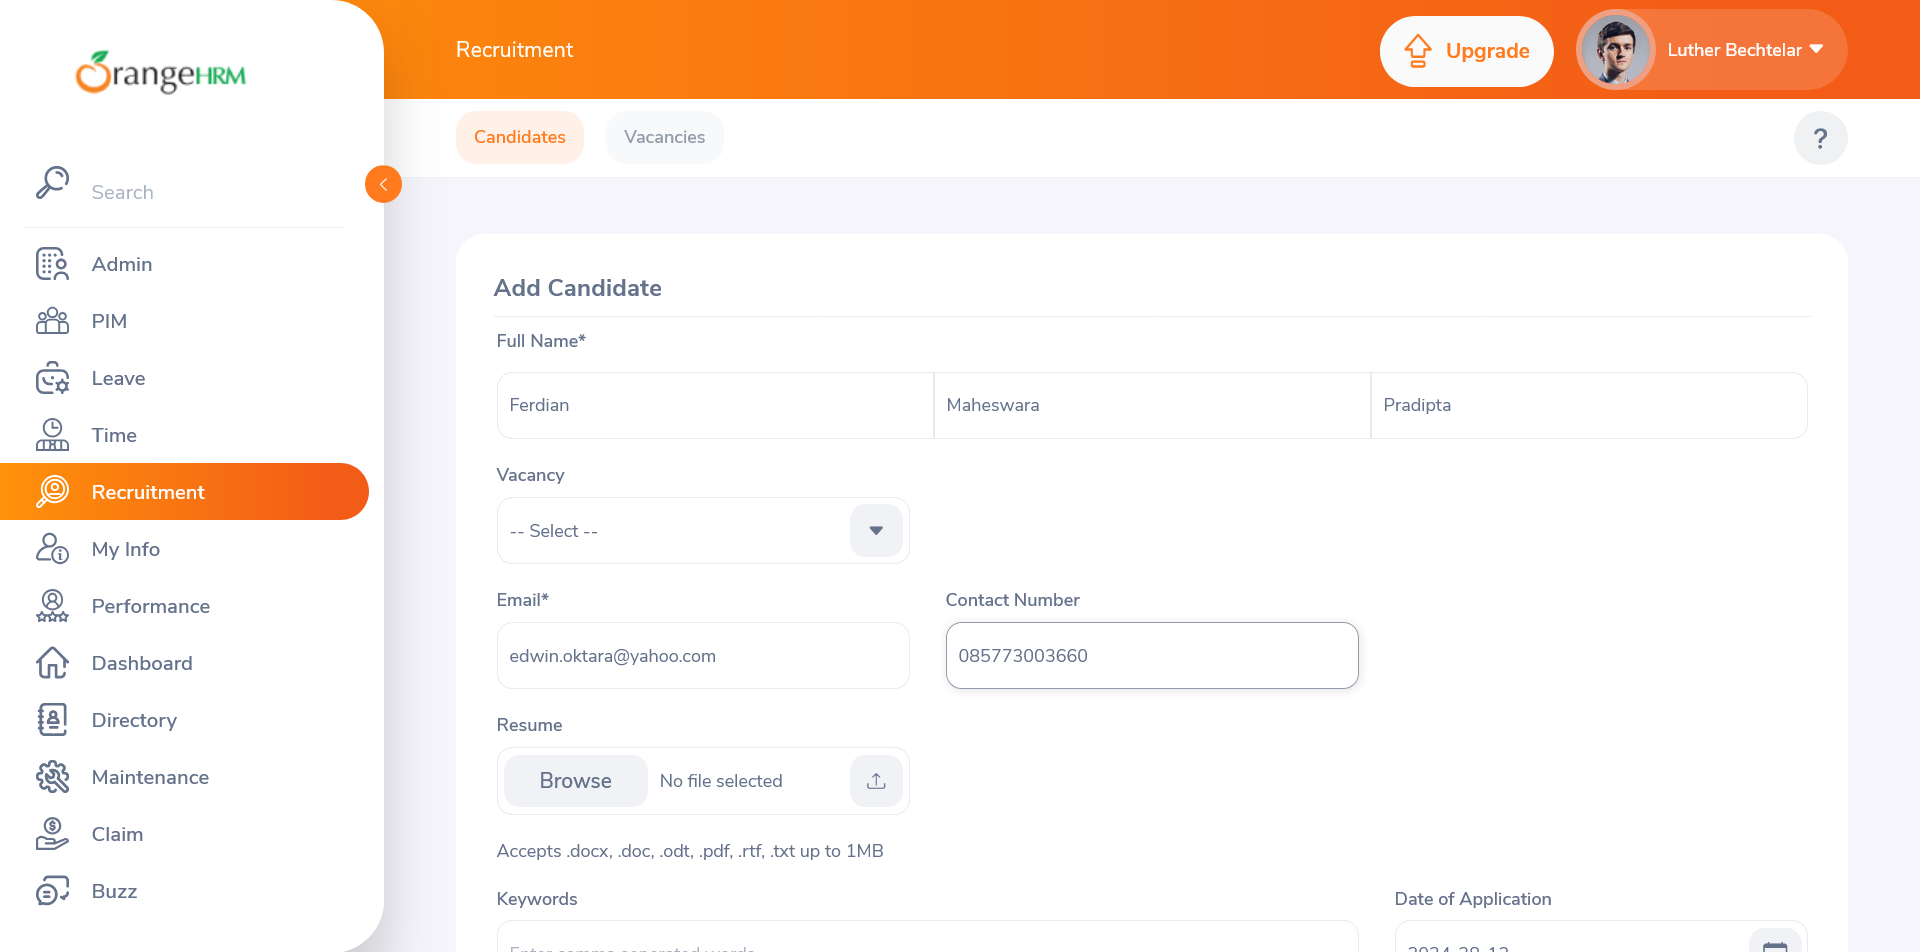 OrangeHRM
Recruitment
Upgrade
Luther Bechtelar
Candidates
Vacancies
?
Search
Admin
PIM
Leave
Time
Recruitment
My Info
Performance
Dashboard
Directory
Maintenance
Claim
Buzz
Add Candidate
Full Name*
Ferdian
Maheswara
Pradipta
Vacancy
-- Select --
Email*
Contact Number
edwin.oktara@yahoo.com
085773003660
Resume
Browse
No file selected
Accepts .docx, .doc, .odt, .pdf, .rtf, .txt up to 1MB
Keywords
Date of Application